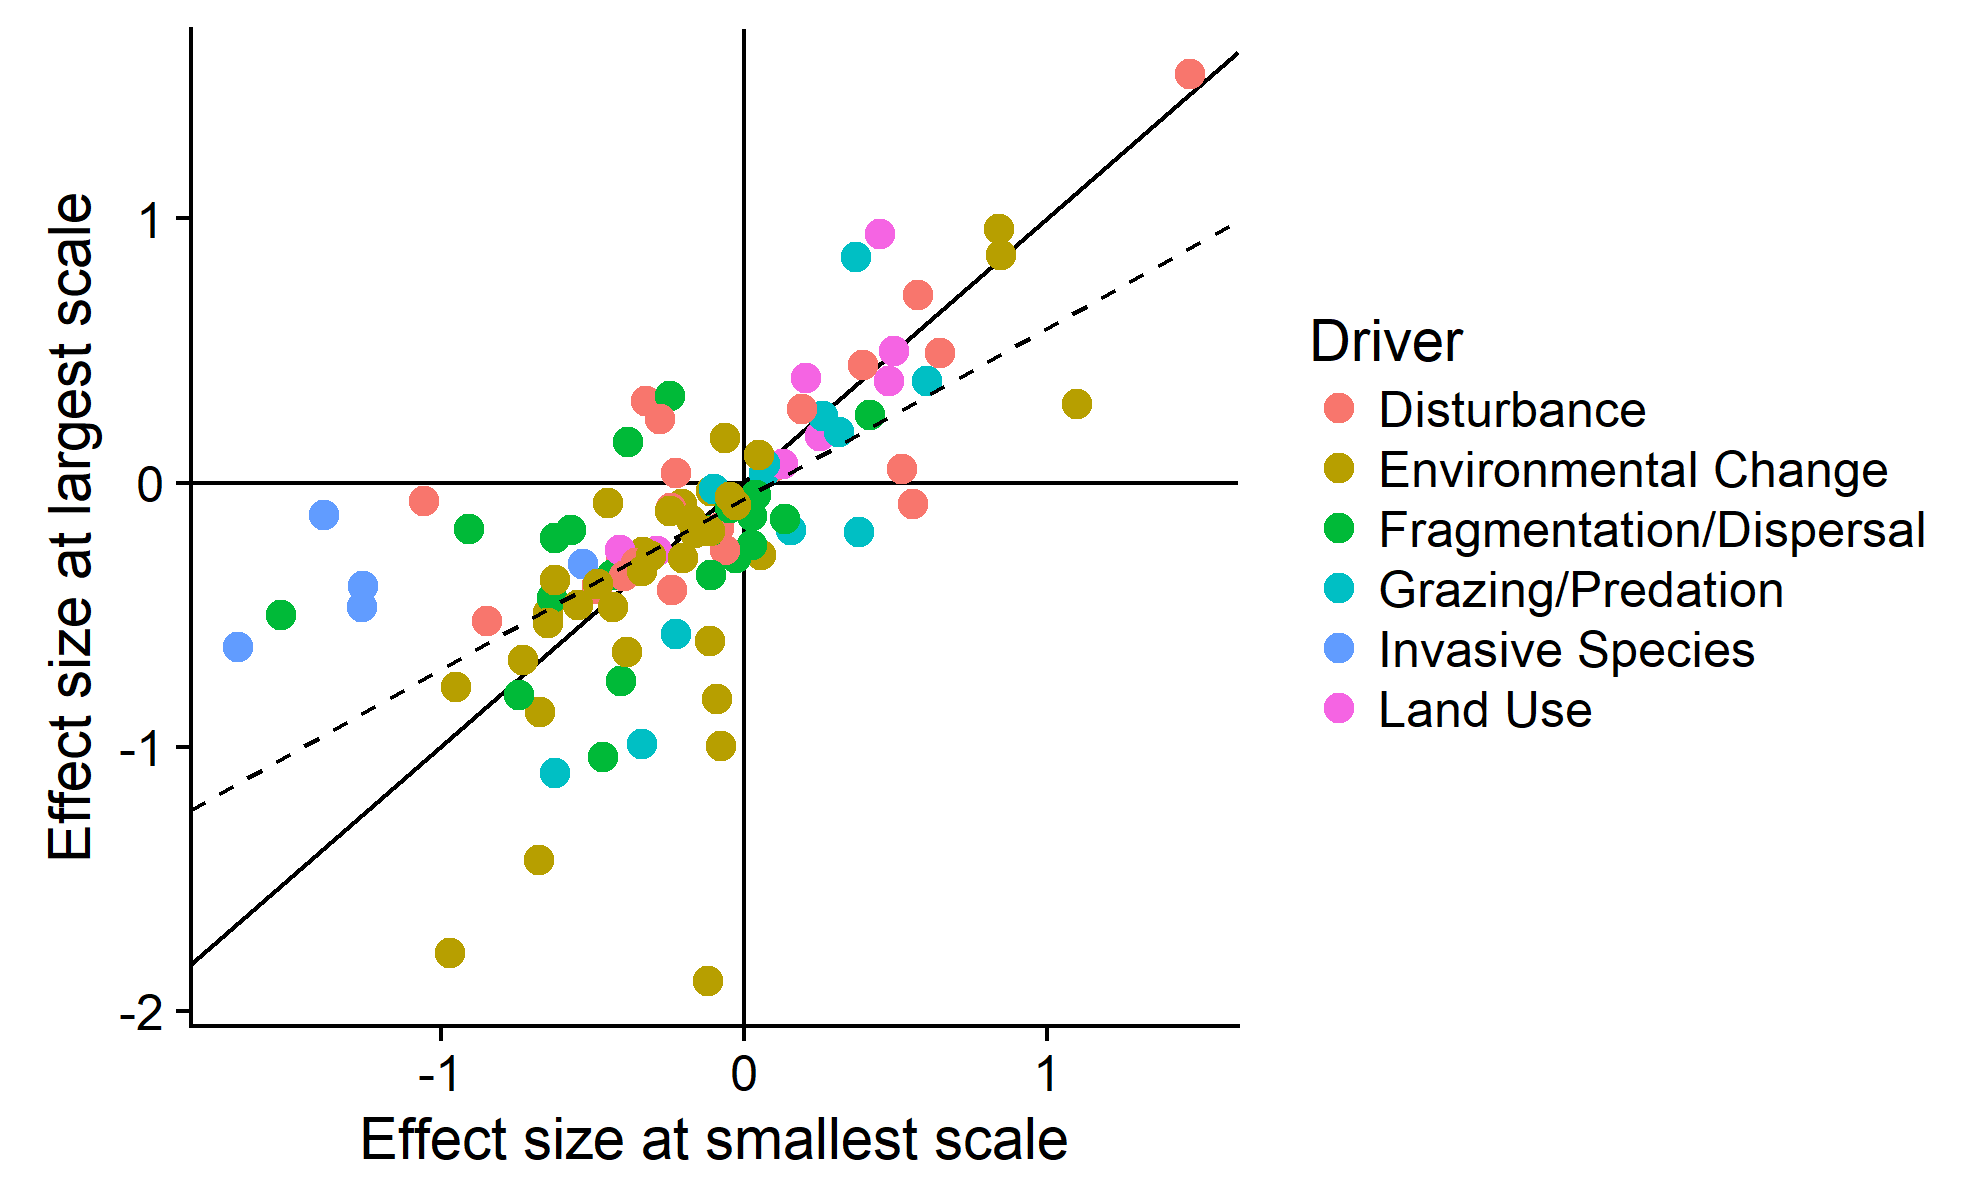 Effect size at largest scale
1
0
-1
-2
-1
0
1
Effect size at smallest scale
Driver
Disturbance
Environmental Change
Fragmentation/Dispersal
Grazing/Predation
Invasive Species
Land Use